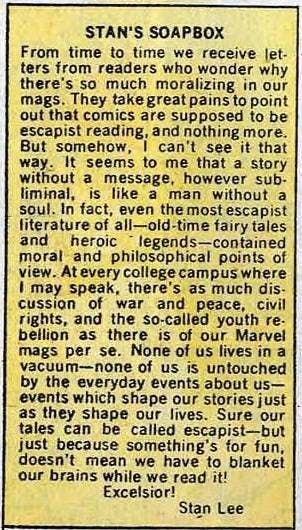 STAN'S SOAPBOX
From time to time we receive let-
ters from readers who wonder why
there's so much moralizing in our
mags. They take great pains to point
out that comics are supposed to be
escapist reading, and nothing more.
But somehow, I can't see it that
way. It seems to me that a story
without a message, however sub-
liminal, is like a man without a
soul. In fact, even the most escapist
literature of all—old-time fairy tales
and heroic legends—contained
moral and philosophical points of
view. At every college campus where
I may speak, there's as much dis-
cussion of war and peace, civil
rights, and the so-called youth re-
bellion as there is of our Marvel
mags per se. None of us lives in a
vacuum—none of us is untouched
by the everyday events about us—
events which shape our stories just
as they shape our lives. Sure our
tales can be called escapist—but
just because something's for fun,
doesn't mean we have to blanket
our brains while we read it!
Excelsior!
Stan Lee